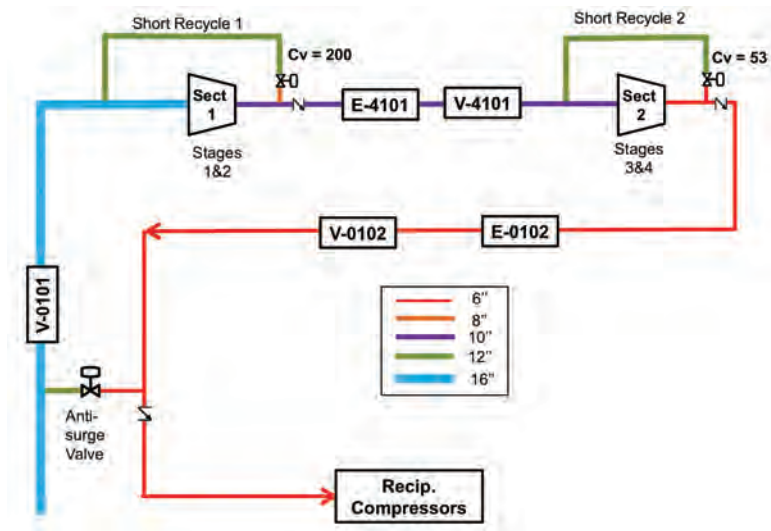 Short Recycle 1
Short Recycle 2
Cv = 200
Cv = 53
Sect
1
E-4101
V-4101
Sect
2
Stages
1&2
Stages
3&4
V-0102
E-0102
V-0101
6"
8"
10"
12"
16"
Anti-
surge
Valve
Recip.
Compressors